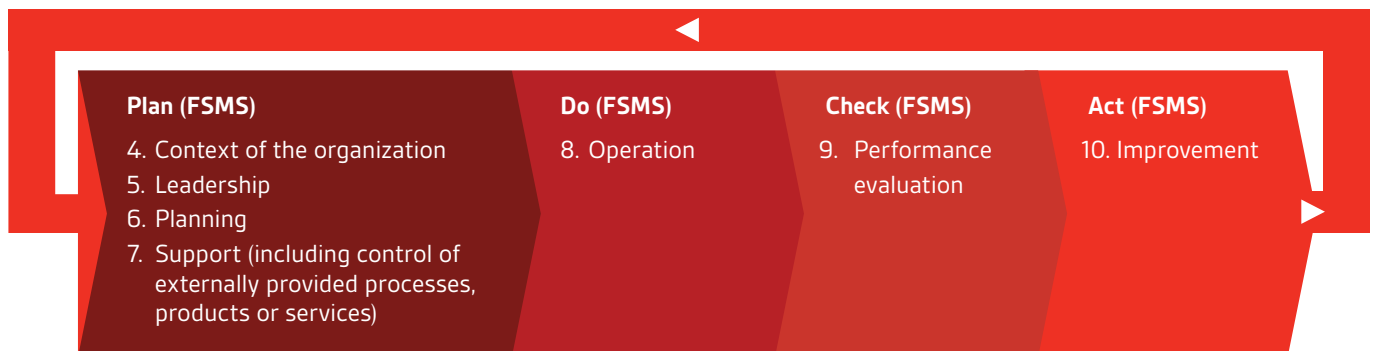 Plan (FSMS)
4. Context of the organization
5. Leadership
6. Planning
7. Support (including control of
externally provided processes,
products or services)
Do (FSMS)
8. Operation
Check (FSMS)
9. Performance
evaluation
Act (FSMS)
10. Improvement